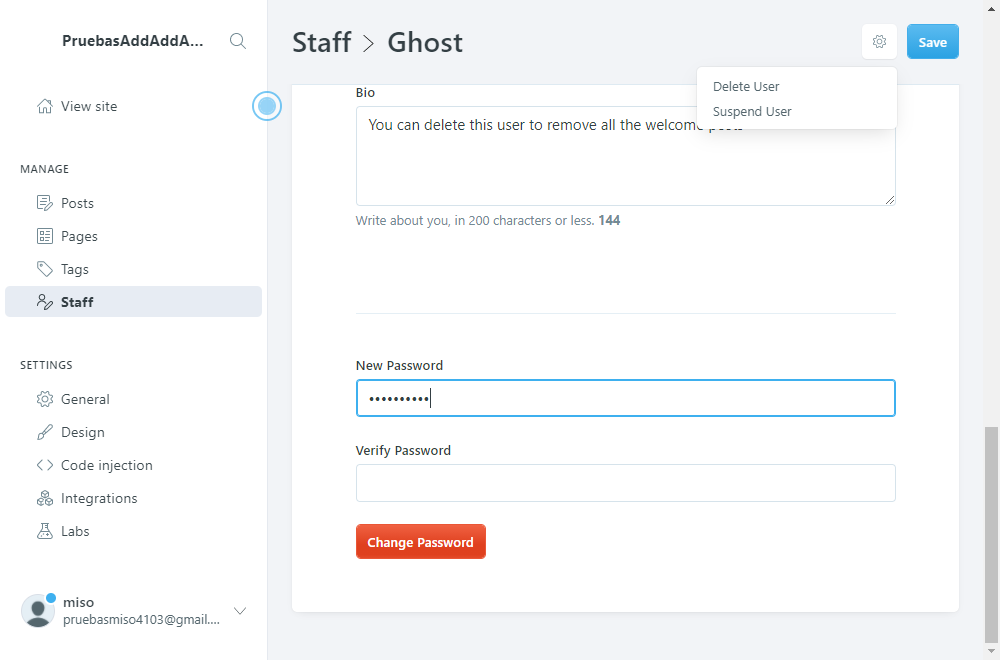 PruebasAddAddA...
Staff > Ghost
Save
Delete User
Suspend User
View site
MANAGE
Posts
Pages
Tags
Staff
SETTINGS
General
Design
Code injection
Integrations
Labs
miso
pruebasmiso4103@gmail....
Bio
You can delete this user to remove all the welcome posts
Write about you, in 200 characters or less. 144
New Password
••••••••••
Verify Password
Change Password